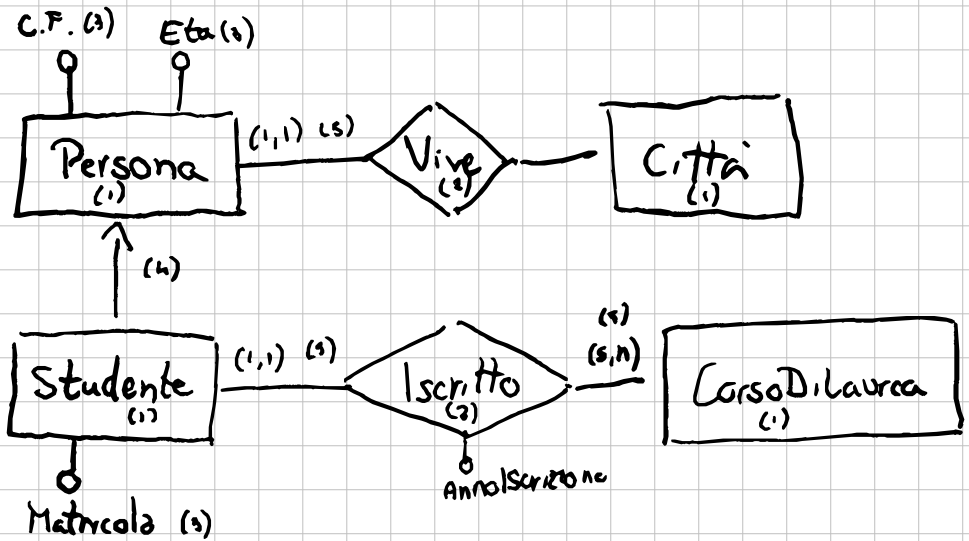 C.F. (3)
Età (3)
Persona
(1)
(1,1) (5)
Vive
(2)
Città
(1)
(4)
Studente
(1)
(1,1) (5)
Iscritto
(2)
(5)
(5,n)
CorsoDiLaurea
(1)
AnnoIscrizione
Matricola (3)